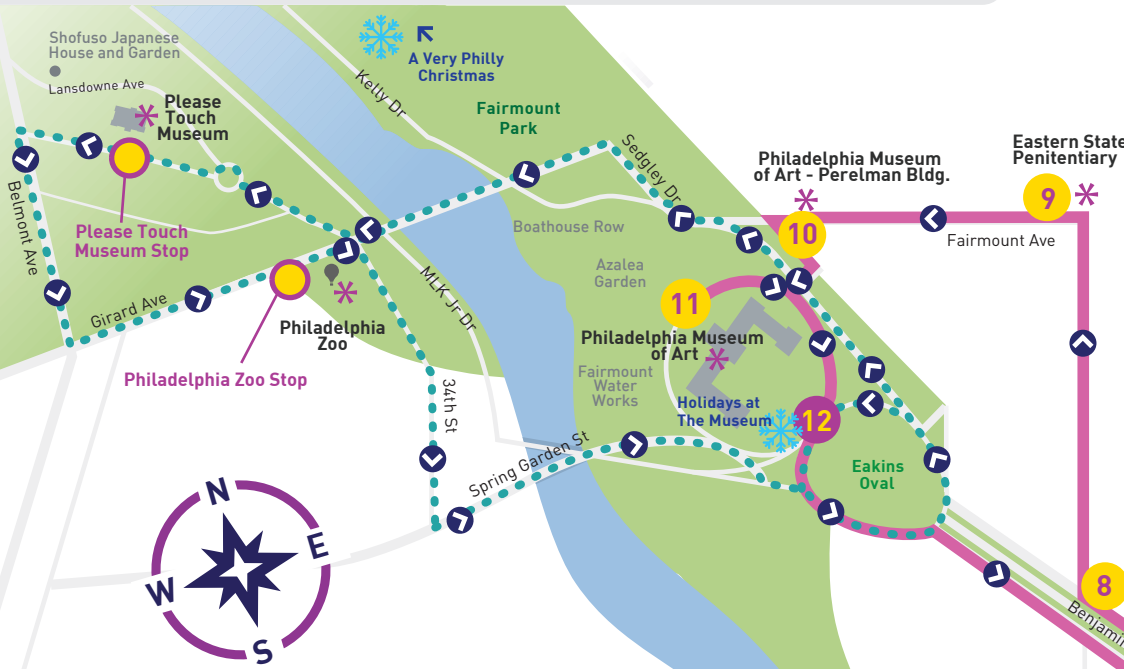 Shofuso Japanese
House and Garden
Lansdowne Ave
Please
Touch
Museum
A Very Philly
Christmas
Kelly Dr
Fairmount
Park
Sedgley Dr
Philadelphia Museum
of Art - Perelman Bldg.
Eastern State
Penitentiary
9
10
Fairmount Ave
Belmont Ave
Please Touch
Museum Stop
Boathouse Row
Azalea
Garden
11
MLK Jr Dr
Girard Ave
Philadelphia
Zoo
Philadelphia Zoo Stop
Philadelphia Museum
of Art
Fairmount
Water
Works
Holidays at
The Museum
12
34th St
Spring Garden St
Eakins
Oval
N
E
W
S
8
Benjamin